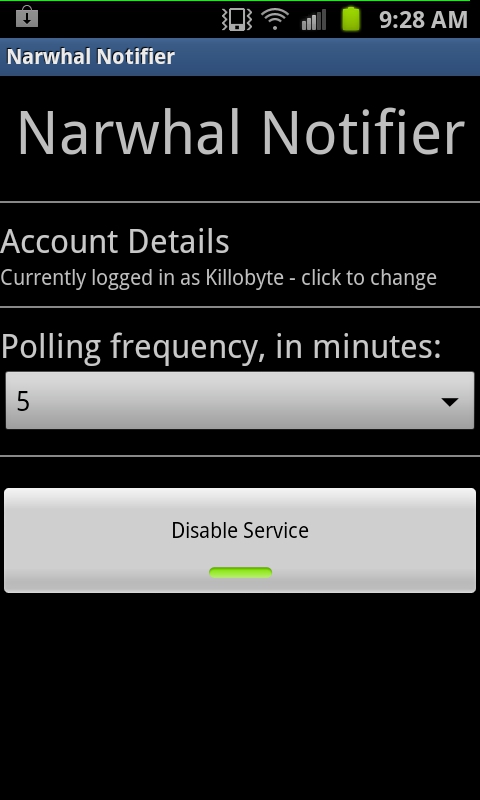 9:28 AM
Narwhal Notifier
Narwhal Notifier
Account Details
Currently logged in as Killobyte - click to change
Polling frequency, in minutes:
5
Disable Service